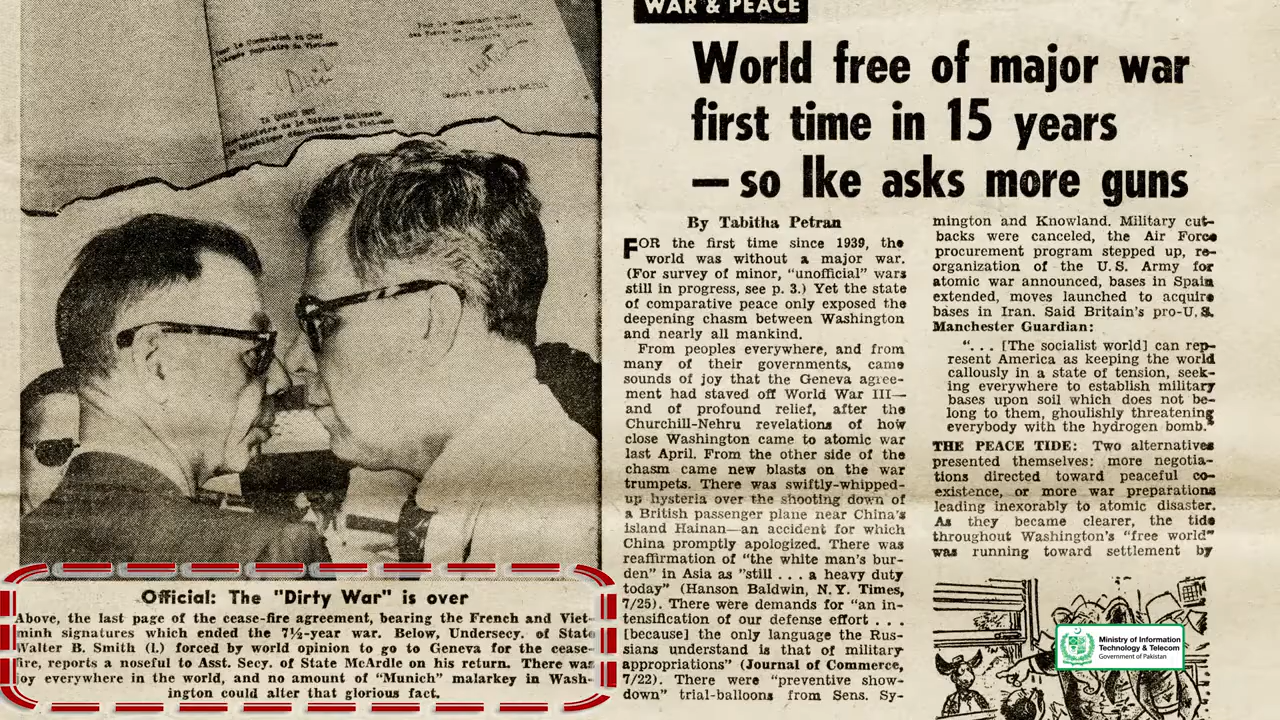 WAR & PEACE
World free of major war
first time in 15 years
— so Ike asks more guns
By Tabitha Petran
FOR the first time since 1939, the
world was without a major war.
(For survey of minor, "unofficial" wars
still in progress, see p. 3.) Yet the state
of comparative peace only exposed the
deepening chasm between Washington
and nearly all mankind.
From peoples everywhere, and from
many of their governments, came
sounds of joy that the Geneva agree-
ment had staved off World War III—
and of profound relief, after the
Churchill-Nehru revelations of how
close Washington came to atomic war
last April. From the other side of the
chasm came new blasts on the war
trumpets. There was swiftly-whipped-
up hysteria over the shooting down of
a British passenger plane near China's
island Hainan—an accident for which
China promptly apologized. There was
reaffirmation of "the white man's bur-
den" in Asia as "still . . . a heavy duty
today" (Hanson Baldwin, N. Y. Times,
7/25). There were demands for "an in-
tensification of our defense effort . . .
[because] the only language the Rus-
sians understand is that of military
appropriations" (Journal of Commerce,
7/22). There were "preventive show-
down" trial-balloons from Sens. Sy-
mington and Knowland. Military cut-
backs were canceled, the Air Force
procurement program stepped up, re-
organization of the U. S. Army for
atomic war announced, bases in Spain
extended, moves launched to acquire
bases in Iran. Said Britain's pro-U. S.
Manchester Guardian:
". . . [The socialist world] can rep-
resent America as keeping the world
callously in a state of tension, seek-
ing everywhere to establish military
bases upon soil which does not be-
long to them, ghoulishly threatening
everybody with the hydrogen bomb."
THE PEACE TIDE: Two alternatives
presented themselves: more negotia-
tions directed toward peaceful co-
existence, or more war preparations
leading inexorably to atomic disaster.
As they became clearer, the tide
throughout Washington's "free world"
was running toward settlement by
Official: The "Dirty War" is over
Above, the last page of the cease-fire agreement, bearing the French and Viet-
minh signatures which ended the 7½-year war. Below, Undersecy. of State
Walter B. Smith (l.) forced by world opinion to go to Geneva for the cease-
fire, reports a noseful to Asst. Secy. of State on return. There was
joy everywhere in the world, and no amount of "Munich" malarkey in Wash-
ington could alter that glorious fact.
Ministry of Information
Technology & Telecom
Government of Pakistan